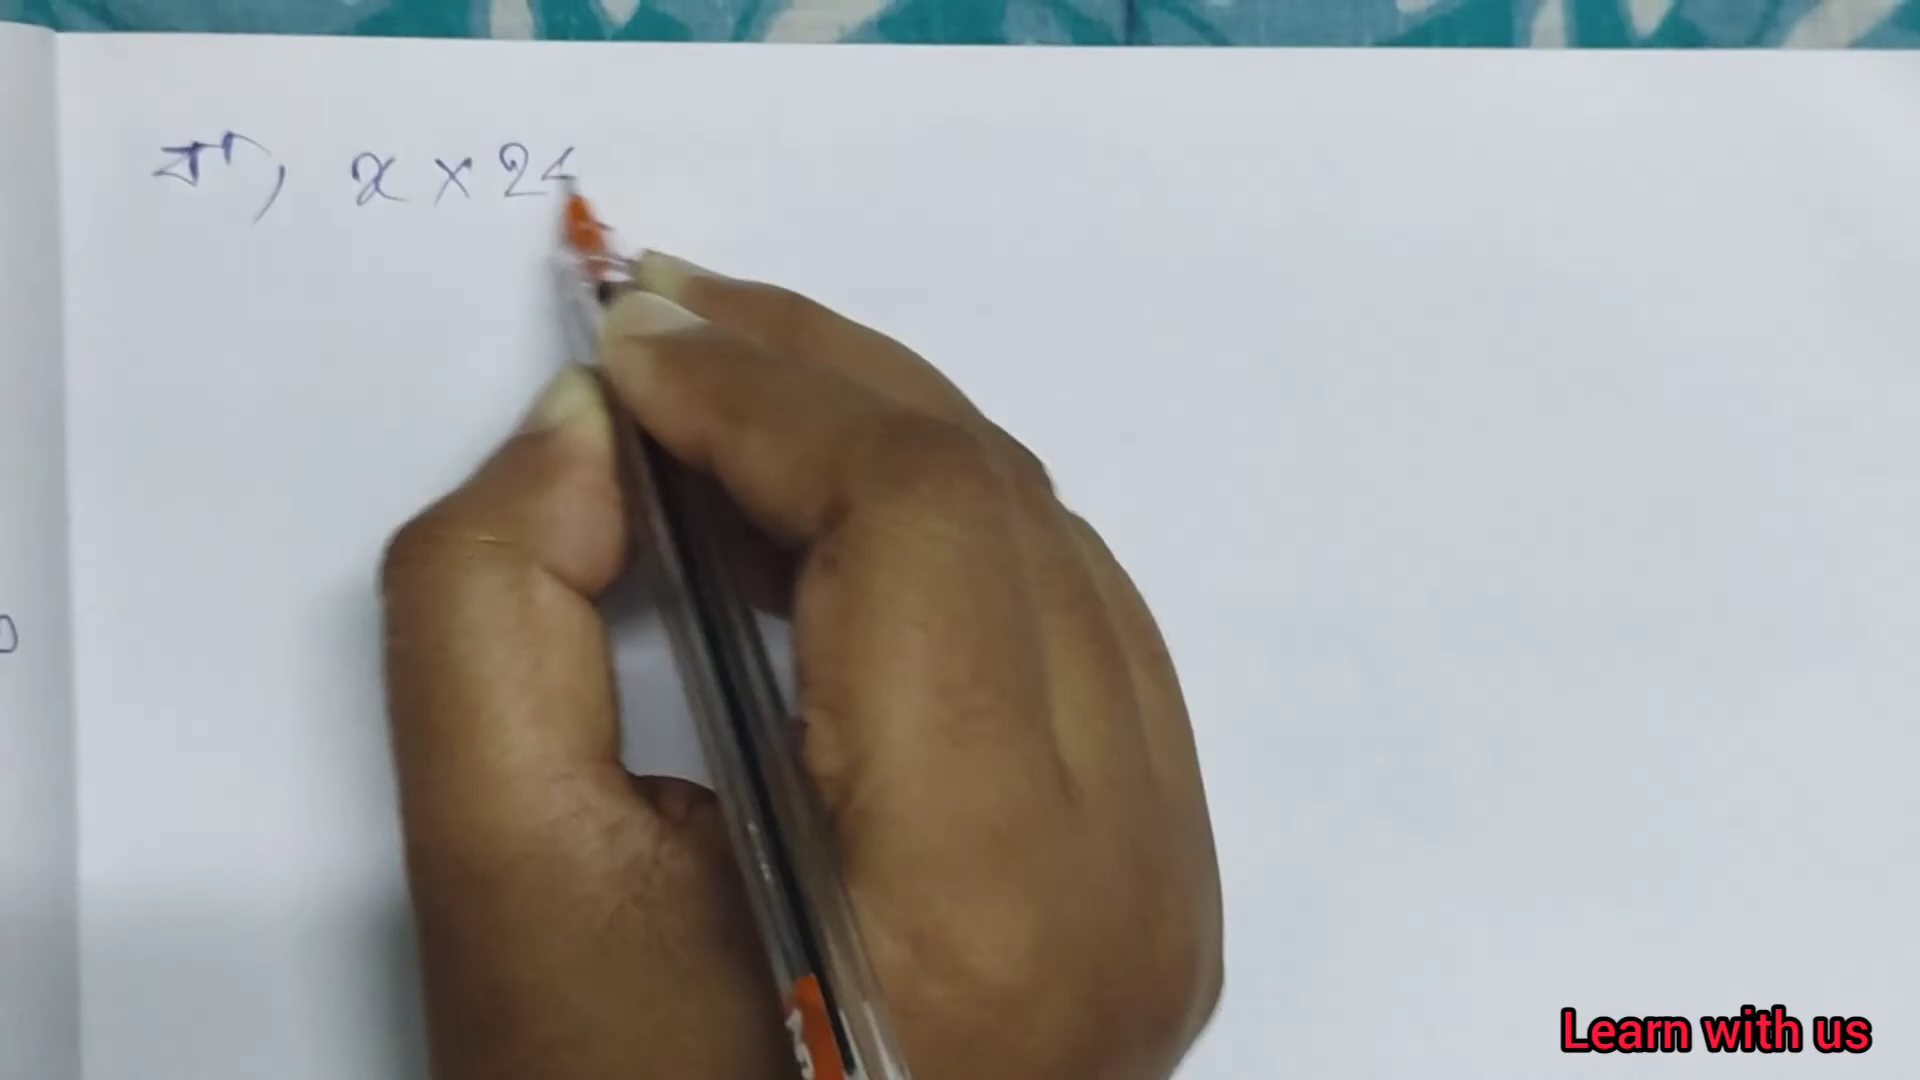 বা, x × 24
Learn with us